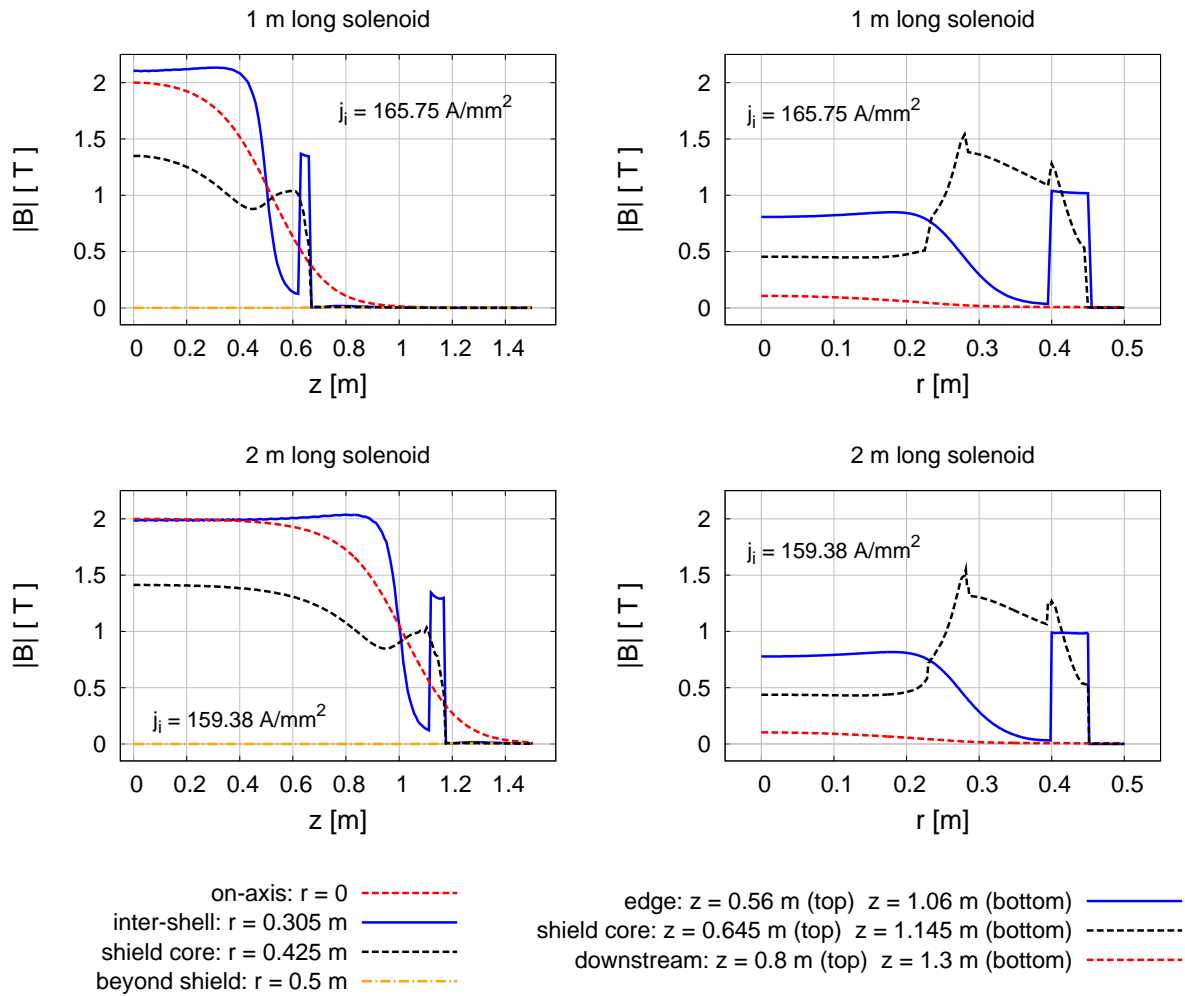 1 m long solenoid
|B| [ T ]
2
1.5
1
0.5
0
j_i = 165.75 A/mm^2
0 0.2 0.4 0.6 0.8 1 1.2 1.4
z [m]
1 m long solenoid
|B| [ T ]
2
1.5
1
0.5
0
j_i = 165.75 A/mm^2
0 0.1 0.2 0.3 0.4 0.5
r [m]
2 m long solenoid
|B| [ T ]
2
1.5
1
0.5
0
j_i = 159.38 A/mm^2
0 0.2 0.4 0.6 0.8 1 1.2 1.4
z [m]
2 m long solenoid
|B| [ T ]
2
1.5
1
0.5
0
j_i = 159.38 A/mm^2
0 0.1 0.2 0.3 0.4 0.5
r [m]
on-axis: r = 0
inter-shell: r = 0.305 m
shield core: r = 0.425 m
beyond shield: r = 0.5 m
edge: z = 0.56 m (top) z = 1.06 m (bottom)
shield core: z = 0.645 m (top) z = 1.145 m (bottom)
downstream: z = 0.8 m (top) z = 1.3 m (bottom)